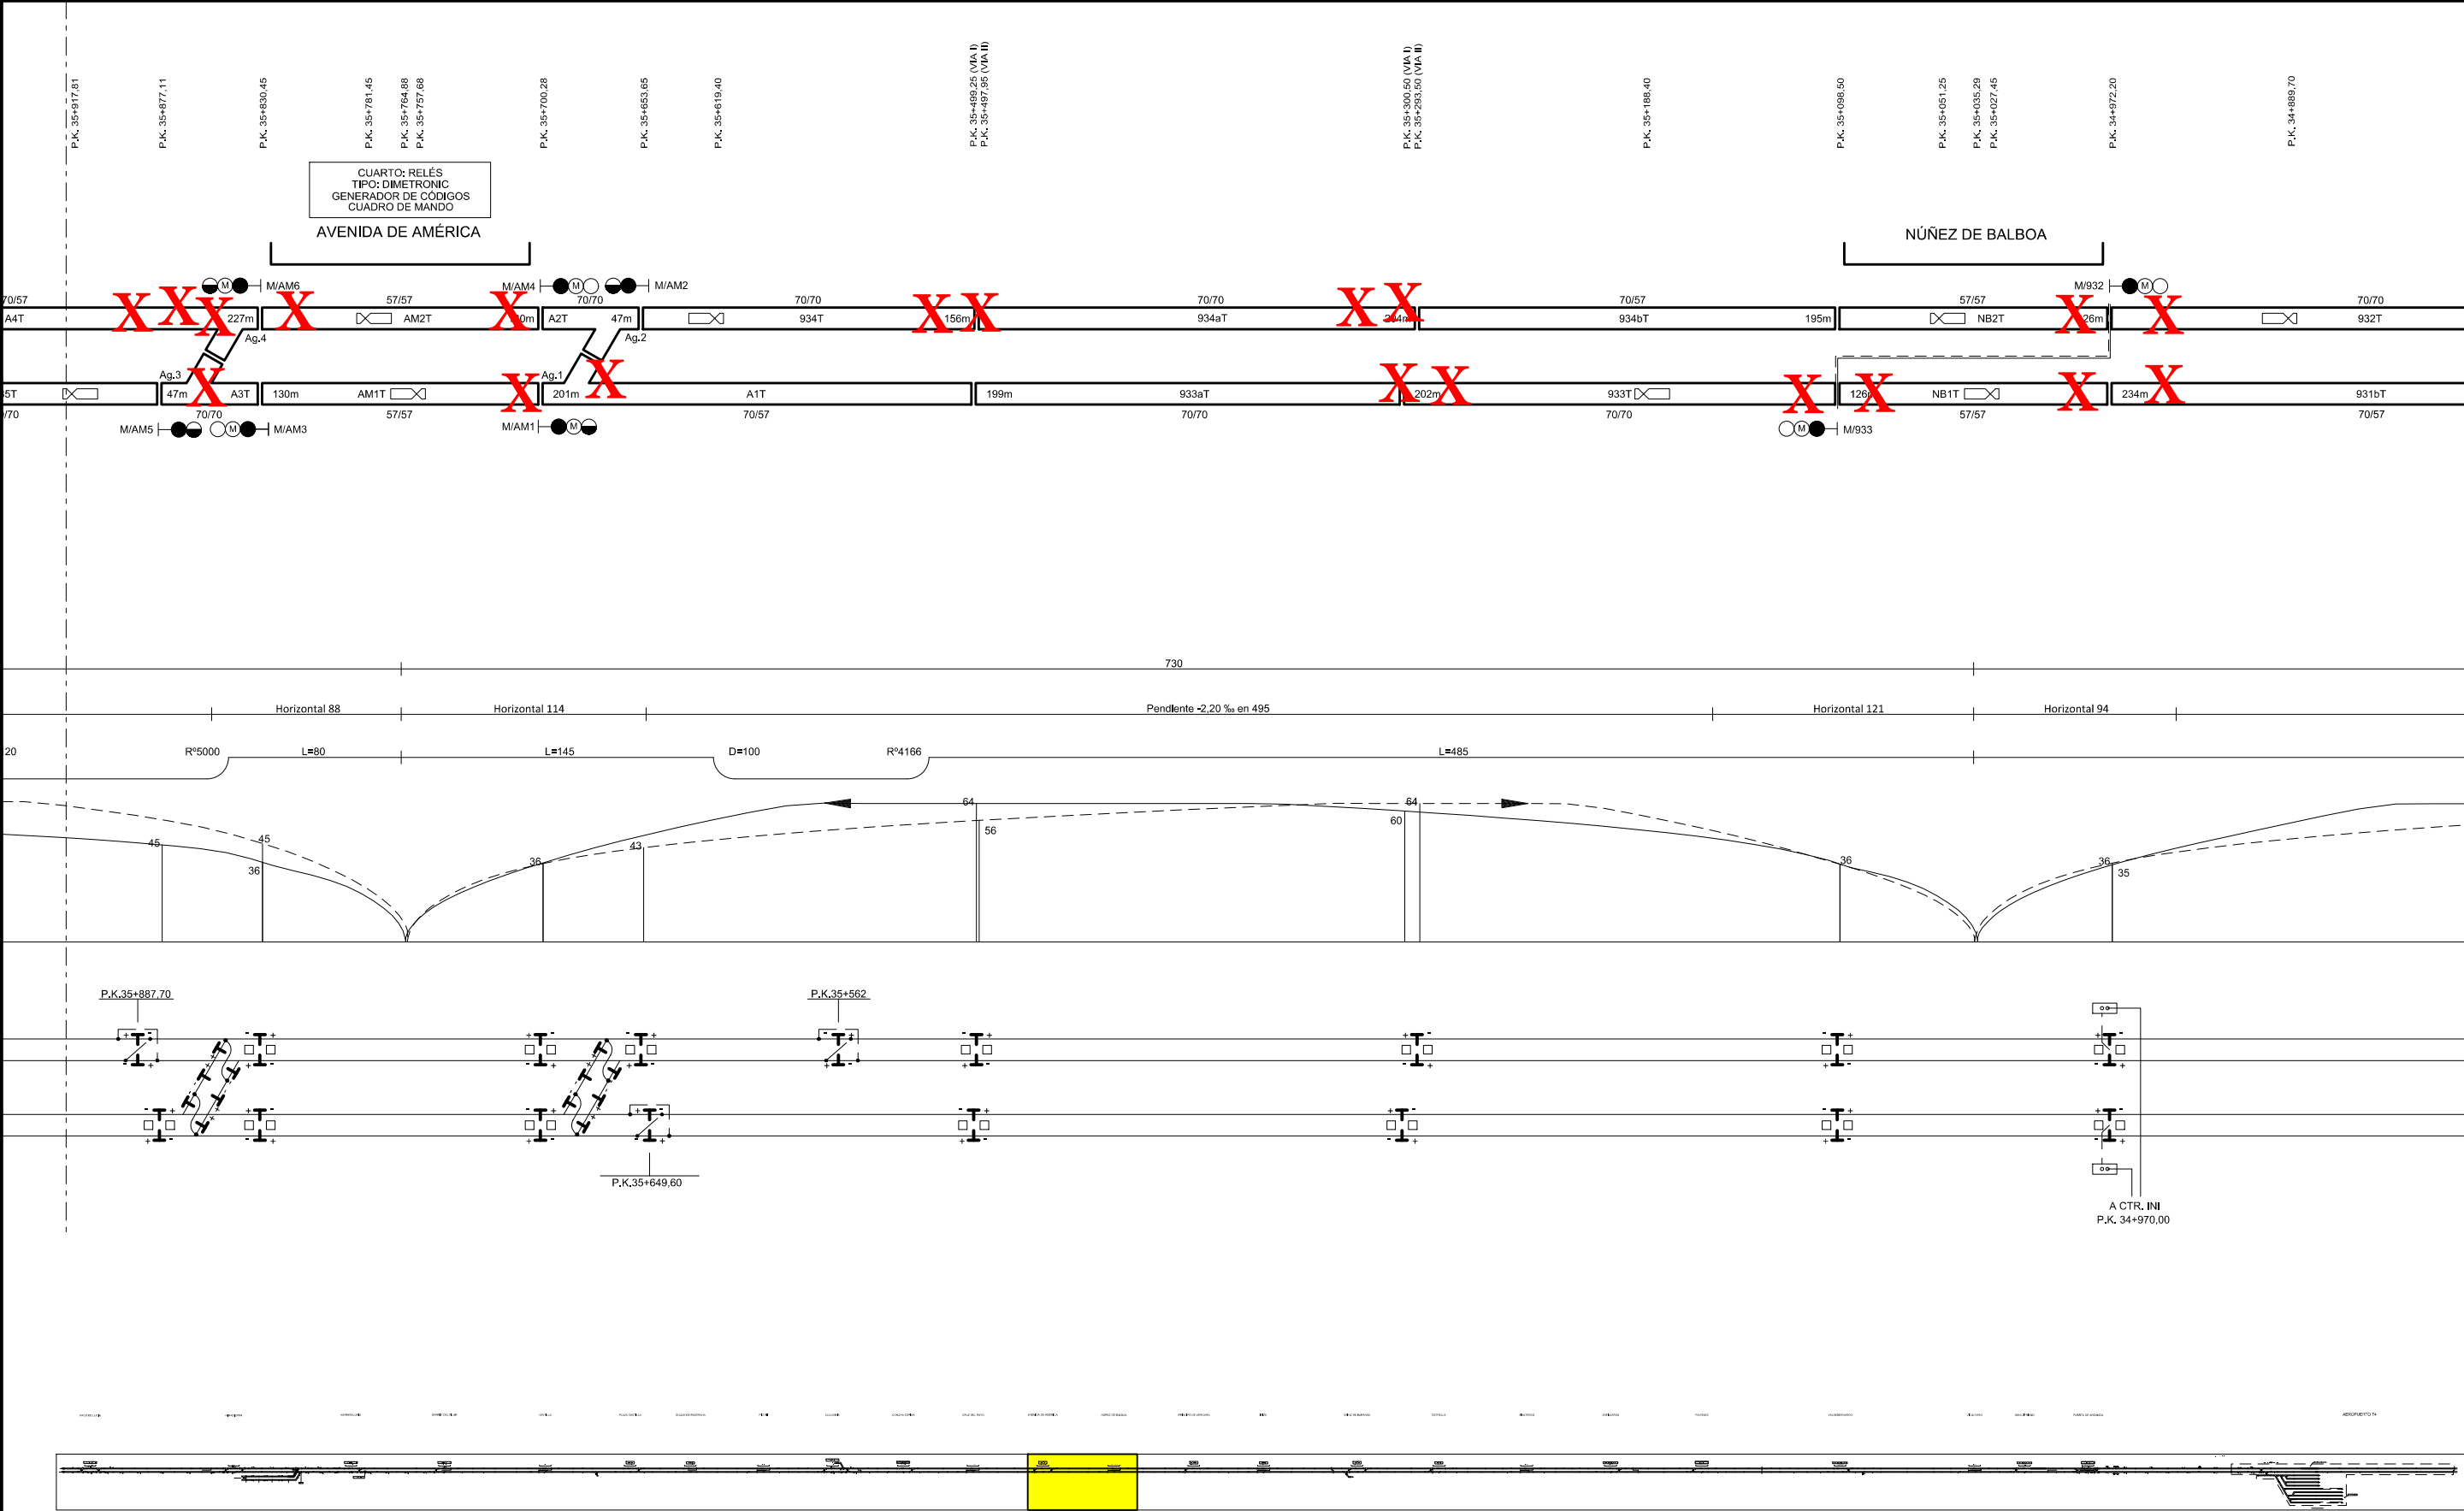 P.K. 35+917,81
P.K. 35+877,11
P.K. 35+830,45
P.K. 35+781,45
P.K. 35+764,88
P.K. 35+757,68
P.K. 35+700,28
P.K. 35+653,65
P.K. 35+619,40
P.K. 35+499,25 (VIA I)
P.K. 35+497,95 (VIA II)
P.K. 35+300,50 (VIA I)
P.K. 35+293,50 (VIA II)
P.K. 35+188,40
P.K. 35+098,50
P.K. 35+051,25
P.K. 35+035,29
P.K. 35+027,45
P.K. 34+972,20
P.K. 34+889,70
CUARTO: RELÉS
TIPO: DIMETRONIC
GENERADOR DE CÓDIGOS
CUADRO DE MANDO
AVENIDA DE AMÉRICA
NÚÑEZ DE BALBOA
M M/AM6 M/AM4 M M/AM2 M/932 M
70/57 57/57 70/70 70/70 70/70 70/57 57/57 70/70
X X X X X X X X X X X
A4T 227m AM2T A2T 47m 934T 156m 934aT 934bT 195m NB2T 932T
Ag.4 Ag.2
Ag.3 Ag.1
X X X X X X X X X
47m A3T 130m AM1T 201m A1T 199m 933aT 202m 933T NB1T 234m 931bT
70/70 57/57 70/57 70/70 70/70 57/57 70/57
M/AM5 M M/AM3 M/AM1 M M M/933
730
Horizontal 88 Horizontal 114 Pendiente -2,20 ‰ en 495 Horizontal 121 Horizontal 94
20 Rº5000 L=80 L=145 D=100 Rº4166 L=485
64 64
56 60
45 45 43
36 36 36 36
35
P.K.35+887,70 P.K.35+562
P.K.35+649,60
A CTR. INI
P.K. 34+970,00
AEROPUERTO T4